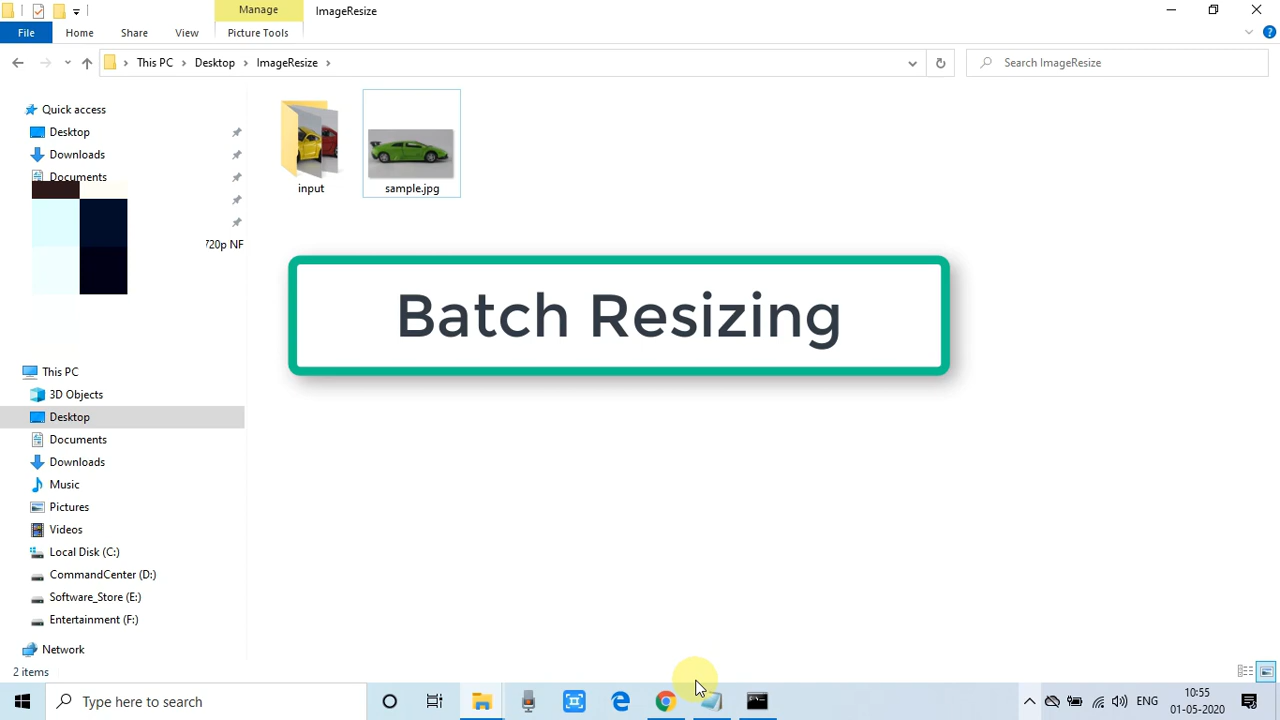 Manage
ImageResize
File
Home
Share
View
Picture Tools
This PC
Desktop
ImageResize
Search ImageResize
Quick access
Desktop
Downloads
Documents
720p NF
This PC
3D Objects
Desktop
Documents
Downloads
Music
Pictures
Videos
Local Disk (C:)
CommandCenter (D:)
Software_Store (E:)
Entertainment (F:)
Network
input
sample.jpg
Batch Resizing
2 items
Type here to search
ENG
10:55
01-05-2020